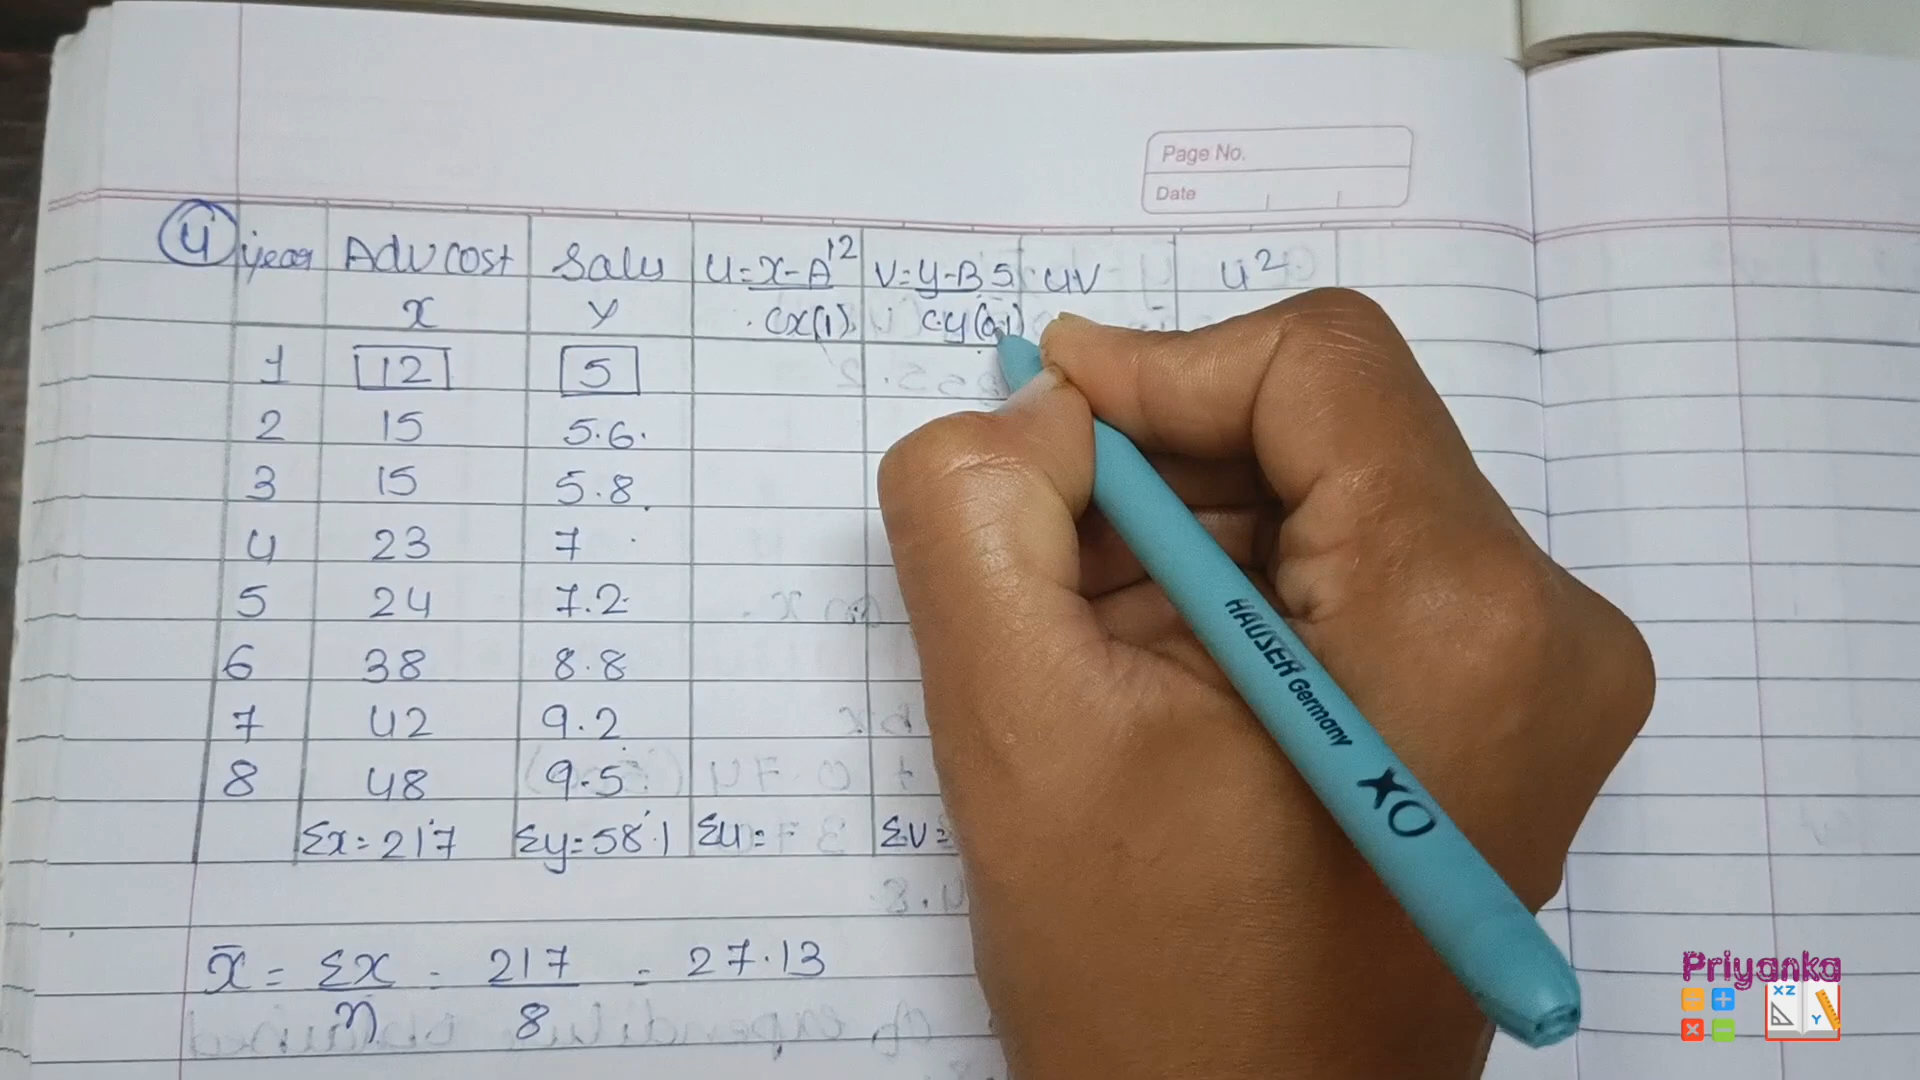 Page No.
Date
4 year Adv cost Sales U=x-A 12 V=y-B 5 UV U²
x y Cx(1) Cy(0.1)
1 12 5
2 15 5.6
3 15 5.8
4 23 7
5 24 7.2
6 38 8.8
7 42 9.2
8 48 9.5
Σx=217 Σy=58.1 Σu= Σv=
x̄ = Σx = 217 = 27.13
n 8
HAUSER Germany XO
Priyanka
XZ
Y